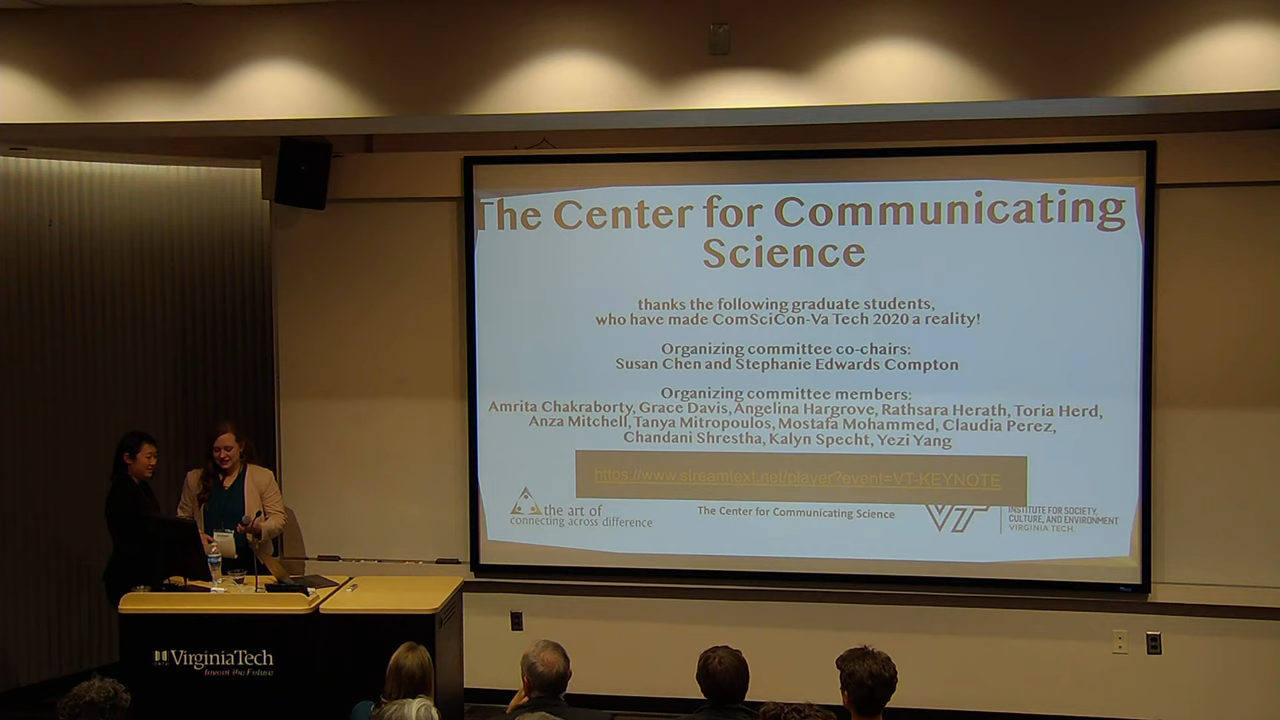 The Center for Communicating
Science
thanks the following graduate students,
who have made ComSciCon-Va Tech 2020 a reality!
Organizing committee co-chairs:
Susan Chen and Stephanie Edwards Compton
Organizing committee members:
Amrita Chakraborty, Grace Davis, Angelina Hargrove, Rathsara Herath, Toria Herd,
Anza Mitchell, Tanya Mitropoulos, Mostafa Mohammed, Claudia Perez,
Chandani Shrestha, Kalyn Specht, Yezi Yang
https://www.streamtext.net/player?event=VT-KEYNOTE
the art of
connecting across difference
The Center for Communicating Science
VT
INSTITUTE FOR SOCIETY,
CULTURE, AND ENVIRONMENT
VIRGINIA TECH.
VirginiaTech
Invent the Future